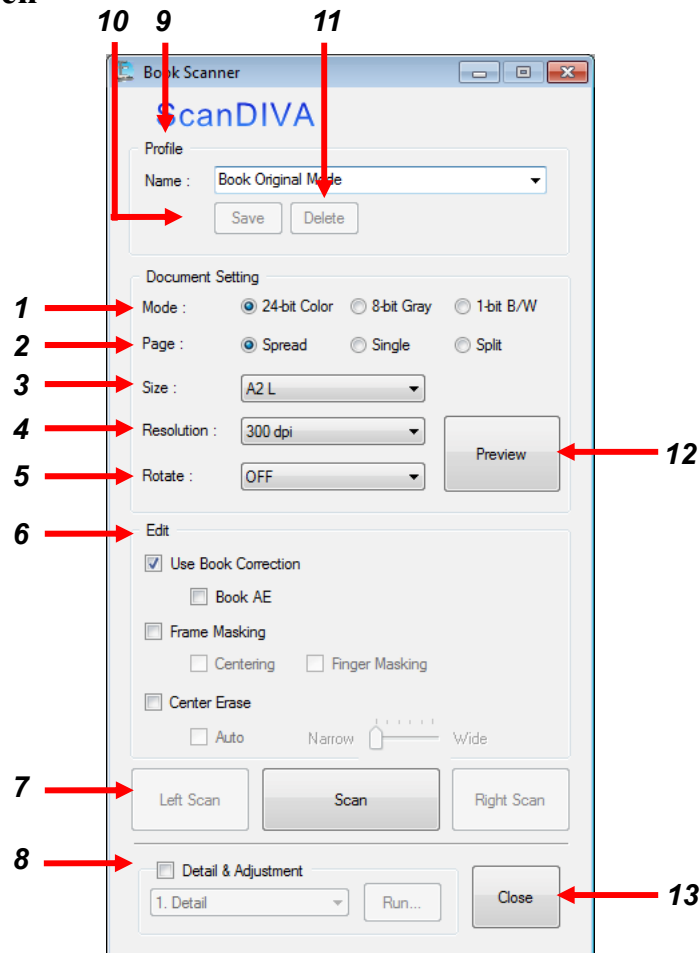 10 9 11
Book Scanner
ScanDIVA
Profile
Name : Book Original Mode
Save Delete
Document Setting
1 Mode : 24-bit Color 8-bit Gray 1-bit B/W
2 Page : Spread Single Split
3 Size : A2 L
4 Resolution : 300 dpi
Preview 12
5 Rotate : OFF
6 Edit
Use Book Correction
Book AE
Frame Masking
Centering Finger Masking
Center Erase
Auto Narrow Wide
7 Left Scan Scan Right Scan
8 Detail & Adjustment
1. Detail Run... Close 13